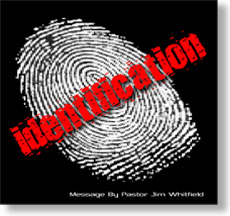 identification
Message By Pastor Jim Whitfield